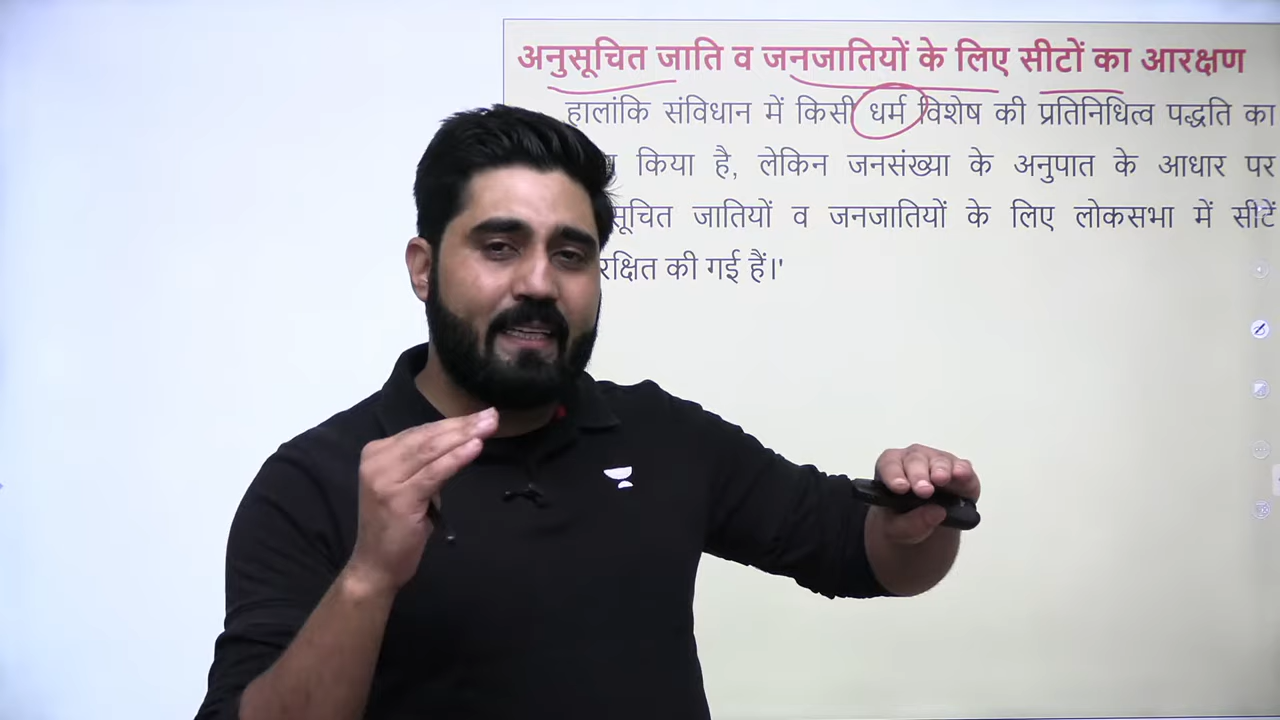 अनुसूचित जाति व जनजातियों के लिए सीटों का आरक्षण
हालांकि संविधान में किसी धर्म विशेष की प्रतिनिधित्व पद्धति का
किया है, लेकिन जनसंख्या के अनुपात के आधार पर
सूचित जातियों व जनजातियों के लिए लोकसभा में सीटें
रक्षित की गई हैं।'